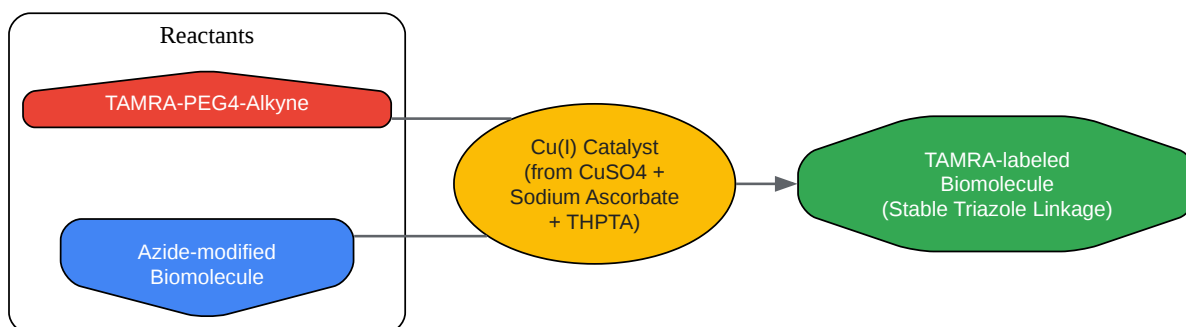 Reactants
TAMRA-PEG4-Alkyne
Azide-modified
Biomolecule
Cu(I) Catalyst
(from CuSO4 +
Sodium Ascorbate
+ THPTA)
TAMRA-labeled
Biomolecule
(Stable Triazole Linkage)